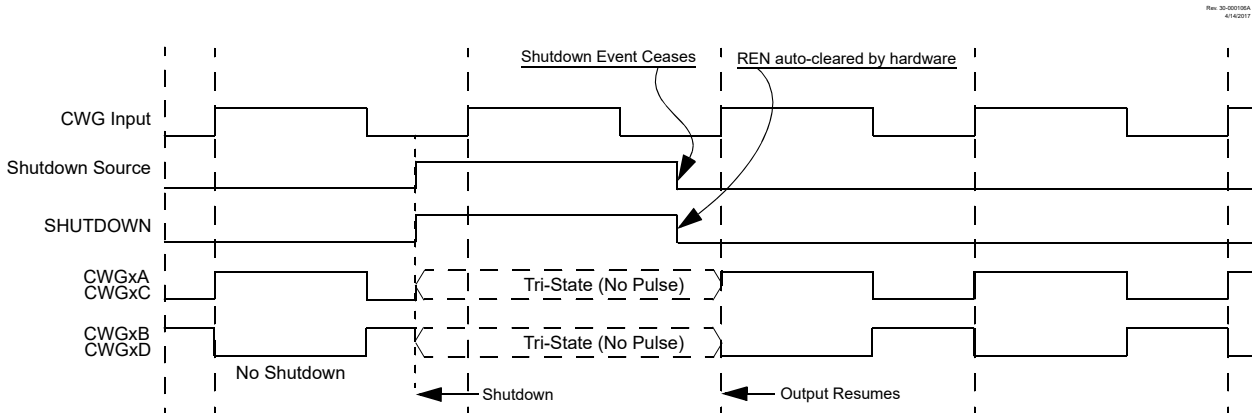 Rev. 30-000106A
4/14/2017
Shutdown Event Ceases
REN auto-cleared by hardware
CWG Input
Shutdown Source
SHUTDOWN
CWGxA
CWGxC
Tri-State (No Pulse)
CWGxB
CWGxD
Tri-State (No Pulse)
No Shutdown
Shutdown
Output Resumes